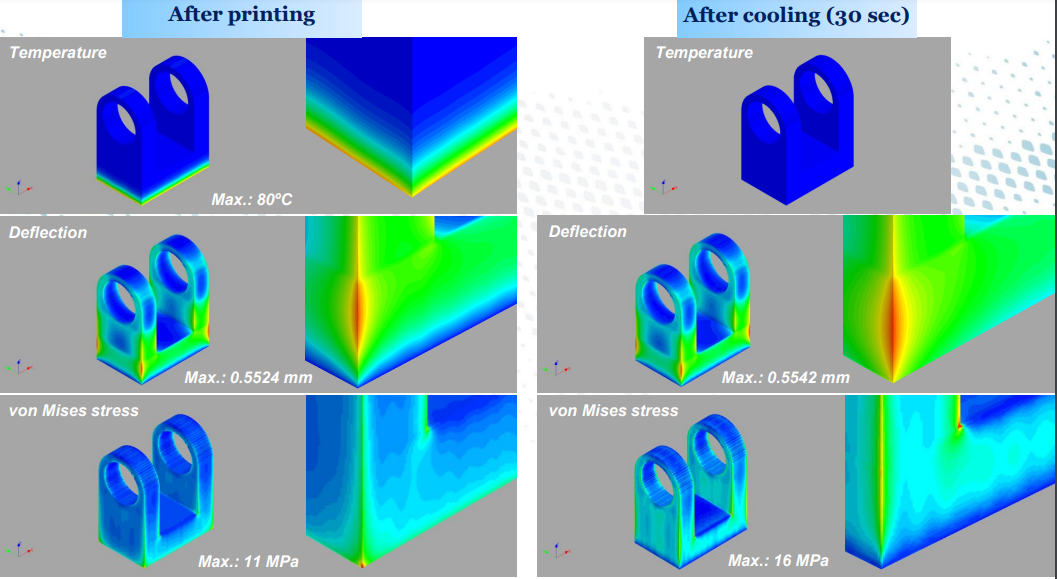 After printing
After cooling (30 sec)
Temperature
Max.: 80ºC
Temperature
Deflection
Max.: 0.5524 mm
Deflection
Max.: 0.5542 mm
von Mises stress
Max.: 11 MPa
von Mises stress
Max.: 16 MPa